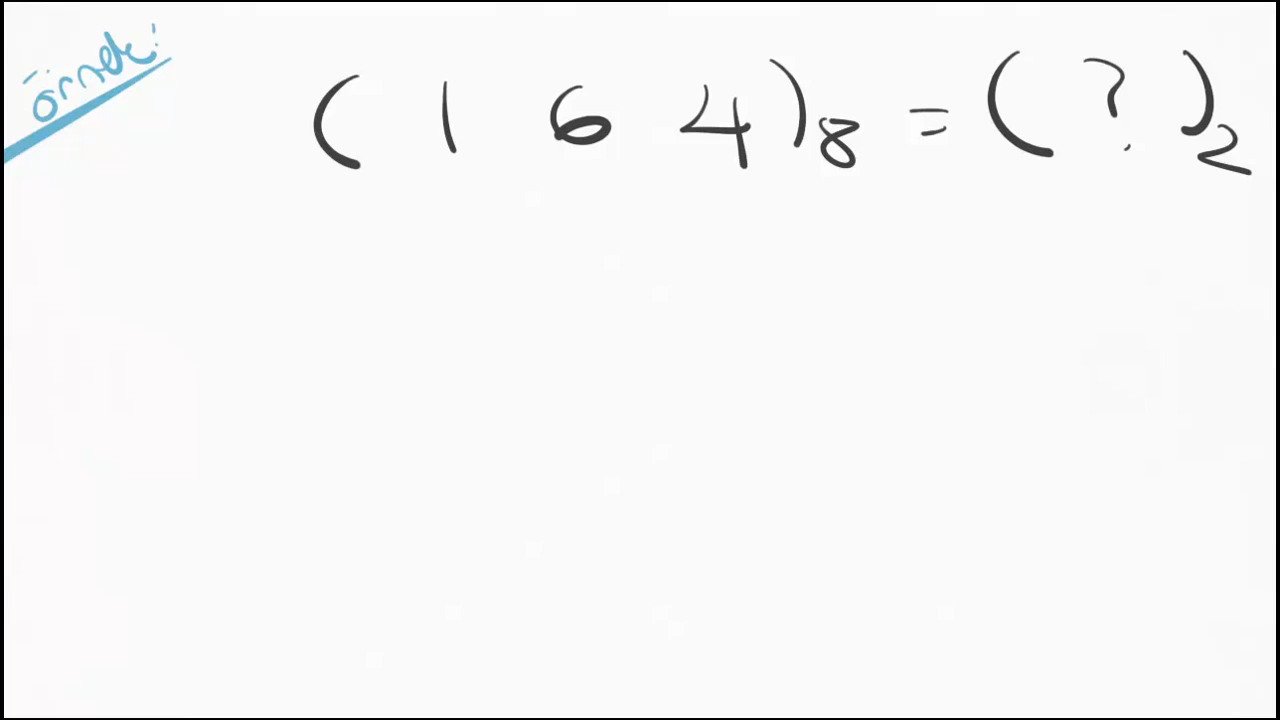 örnek:
( 1 6 4 )8 = ( ? )2